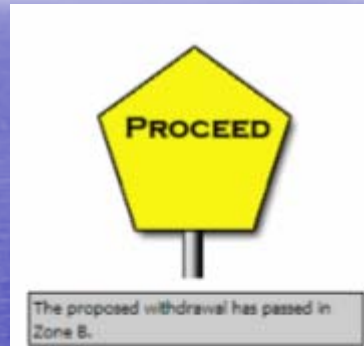 PROCEED
The proposed withdrawal has passed in
Zone B.